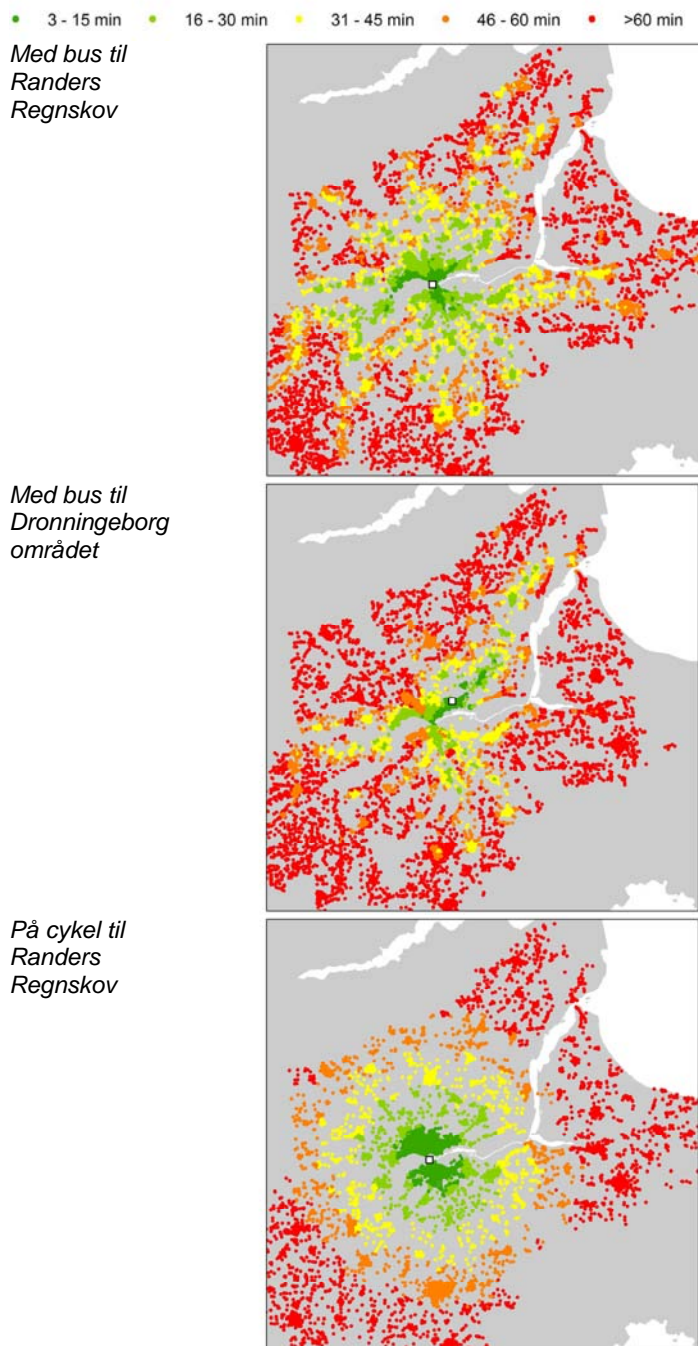 3 - 15 min 16 - 30 min 31 - 45 min 46 - 60 min >60 min
Med bus til
Randers
Regnskov
Med bus til
Dronningeborg
området
På cykel til
Randers
Regnskov